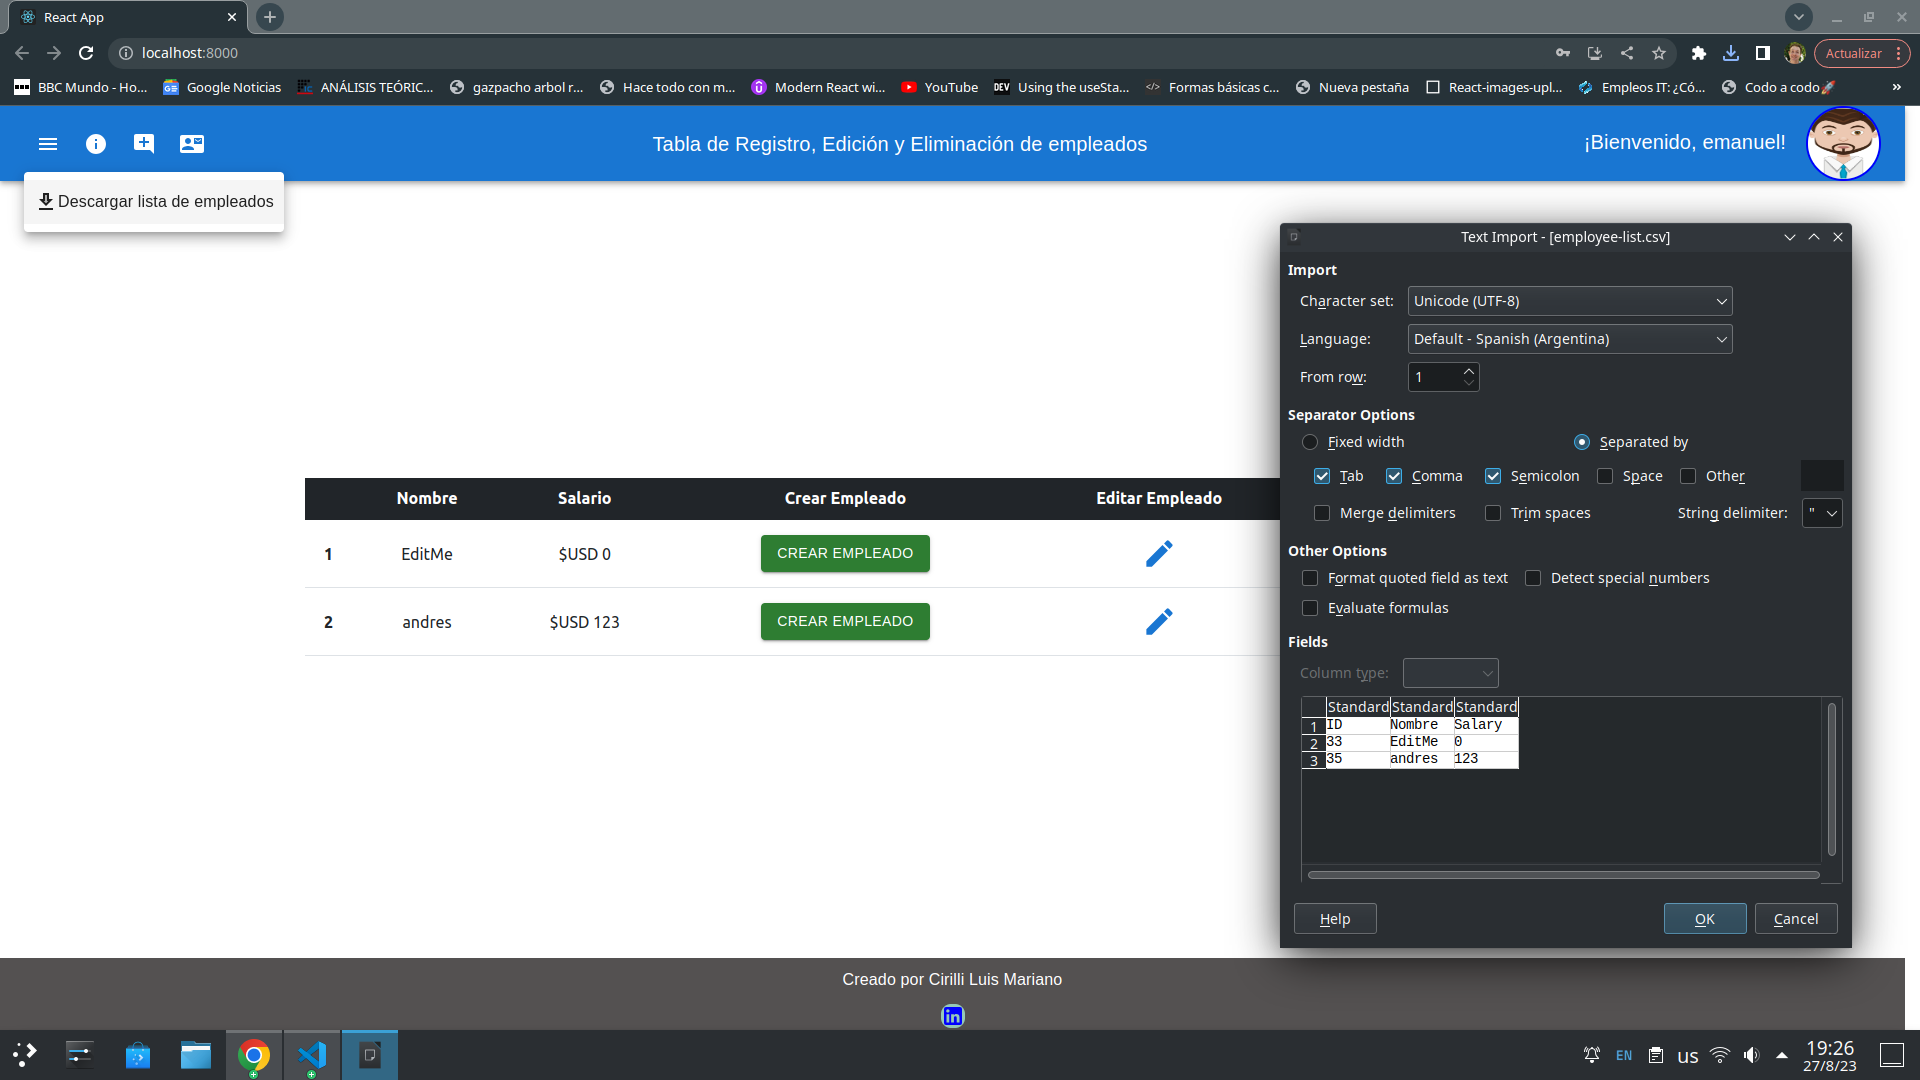 React App
localhost:8000
Actualizar
BBC Mundo - Ho...
Google Noticias
ANÁLISIS TEÓRIC...
gazpacho arbol r...
Hace todo con m...
Modern React wi...
YouTube
DEV Using the useSta...
Formas básicas c...
Nueva pestaña
React-images-upl...
Empleos IT: ¿Có...
Codo a codo🚀
»
Tabla de Registro, Edición y Eliminación de empleados
¡Bienvenido, emanuel!
Descargar lista de empleados
Nombre Salario Crear Empleado Editar Empleado
1 EditMe $USD 0 CREAR EMPLEADO
2 andres $USD 123 CREAR EMPLEADO
Text Import - [employee-list.csv]
Import
Character set: Unicode (UTF-8)
Language: Default - Spanish (Argentina)
From row: 1
Separator Options
Fixed width Separated by
Tab Comma Semicolon Space Other
Merge delimiters Trim spaces String delimiter: "
Other Options
Format quoted field as text Detect special numbers
Evaluate formulas
Fields
Column type:
Standard Standard Standard
1 ID Nombre Salary
2 33 EditMe 0
3 35 andres 123
Help OK Cancel
Creado por Cirilli Luis Mariano
in
EN us 19:26
27/8/23